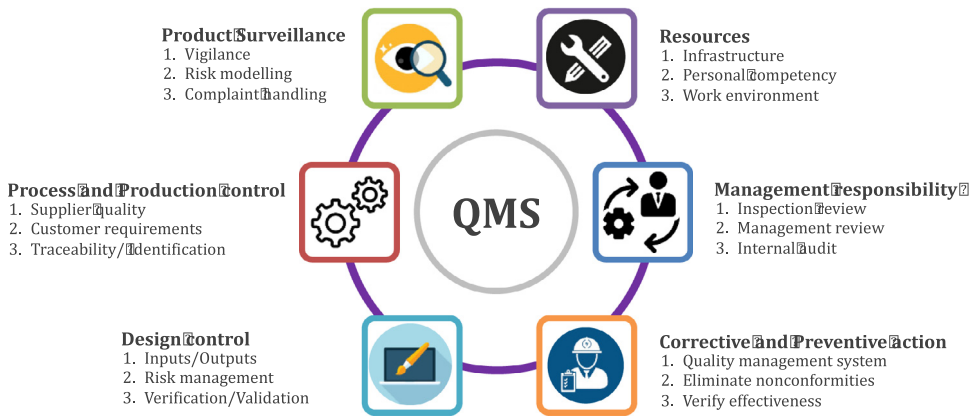 Product Surveillance
1. Vigilance
2. Risk modelling
3. Complaint handling
Resources
1. Infrastructure
2. Personal competency
3. Work environment
Process and Production control
1. Supplier quality
2. Customer requirements
3. Traceability/ Identification
QMS
Management responsibility
1. Inspection review
2. Management review
3. Internal audit
Design control
1. Inputs/Outputs
2. Risk management
3. Verification/Validation
Corrective and Preventive action
1. Quality management system
2. Eliminate nonconformities
3. Verify effectiveness